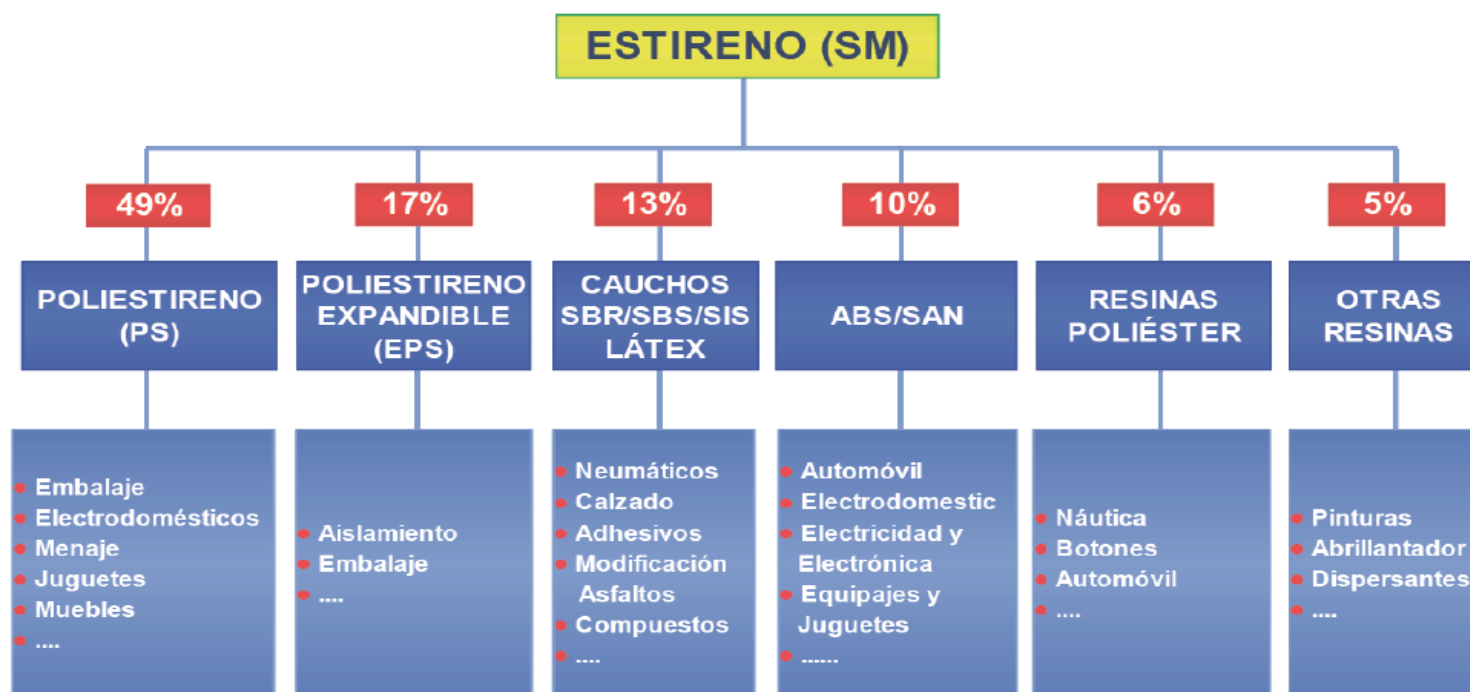 ESTIRENO (SM)
49%
17%
13%
10%
6%
5%
POLIESTIRENO
(PS)
POLIESTIRENO
EXPANDIBLE
(EPS)
CAUCHOS
SBR/SBS/SIS
LÁTEX
ABS/SAN
RESINAS
POLIÉSTER
OTRAS
RESINAS
• Embalaje
• Electrodomésticos
• Menaje
• Juguetes
• Muebles
• ....
• Aislamiento
• Embalaje
• ....
• Neumáticos
• Calzado
• Adhesivos
• Modificación
Asfaltos
• Compuestos
• ....
• Automóvil
• Electrodomestic
• Electricidad y
Electrónica
• Equipajes y
Juguetes
• ......
• Náutica
• Botones
• Automóvil
• ....
• Pinturas
• Abrillantador
• Dispersantes
• ....